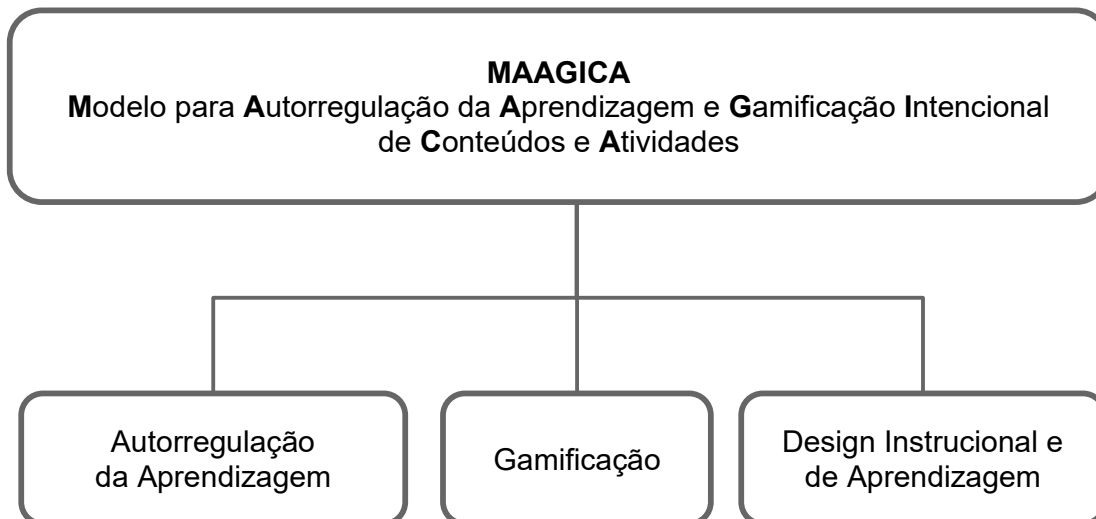 MAAGICA
Modelo para Autorregulação da Aprendizagem e Gamificação Intencional
de Conteúdos e Atividades
Autorregulação
da Aprendizagem
Gamificação
Design Instrucional e
de Aprendizagem